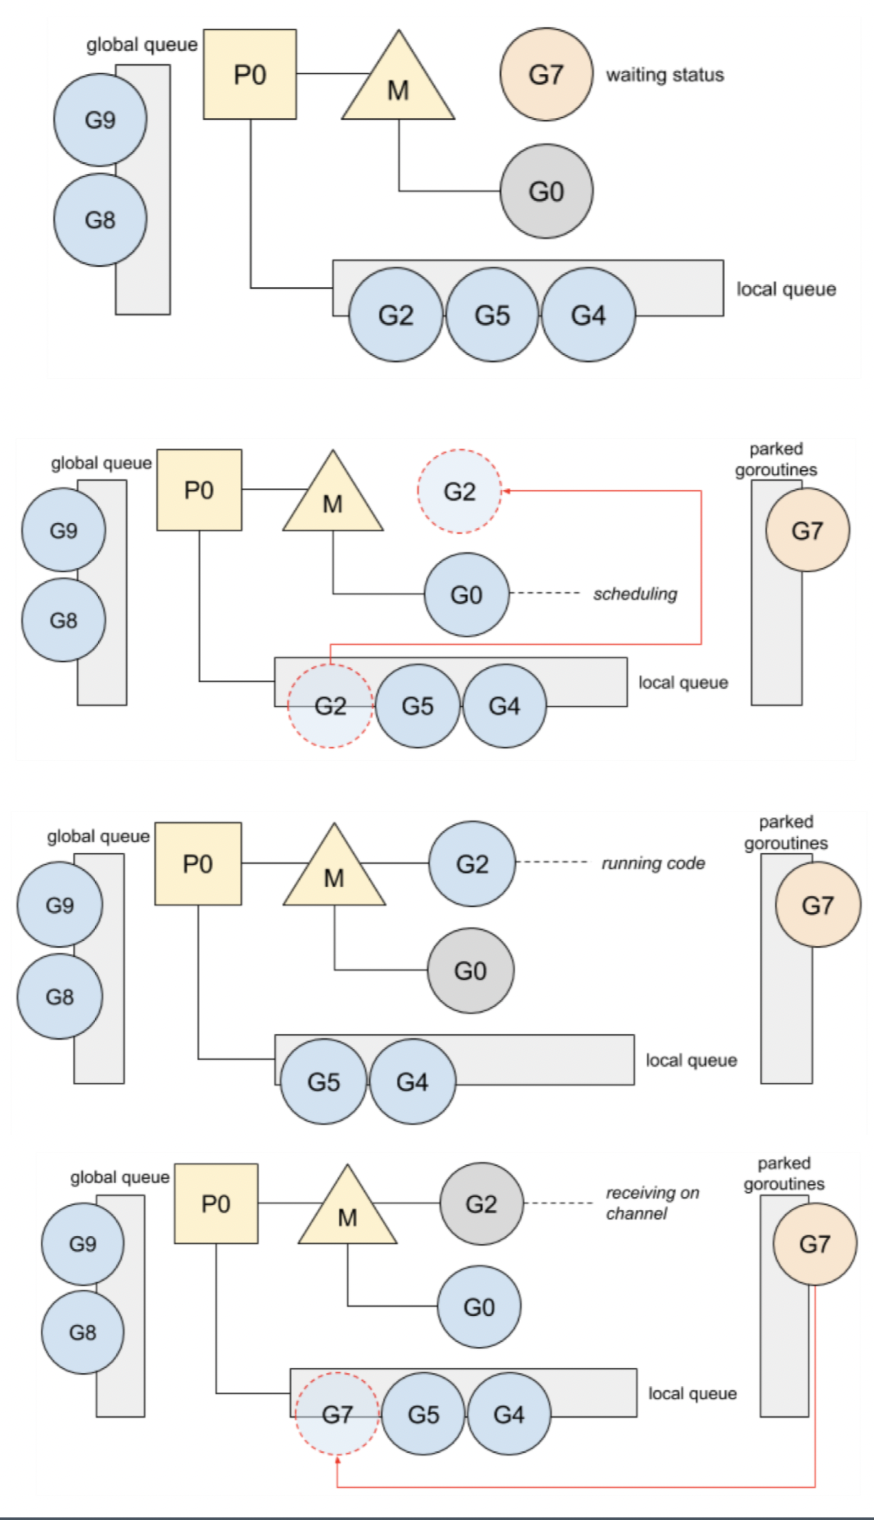 global queue
P0
M
G7
waiting status
G9
G8
G0
G2
G5
G4
local queue
global queue
P0
M
G2
parked
goroutines
G9
G7
G8
G0
scheduling
G2
G5
G4
local queue
global queue
P0
M
G2
running code
parked
goroutines
G9
G7
G8
G0
G5
G4
local queue
global queue
P0
M
G2
receiving on
channel
parked
goroutines
G9
G7
G8
G0
G7
G5
G4
local queue